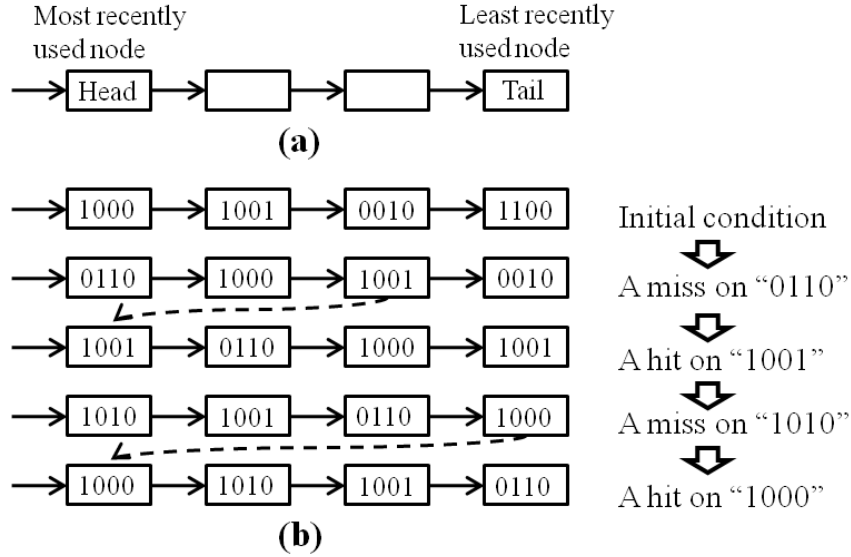 Most recently
used node
Least recently
used node
Head
Tail
(a)
1000 1001 0010 1100
Initial condition
0110 1000 1001 0010
A miss on “0110”
1001 0110 1000 1001
A hit on “1001”
1010 1001 0110 1000
A miss on “1010”
1000 1010 1001 0110
A hit on “1000”
(b)